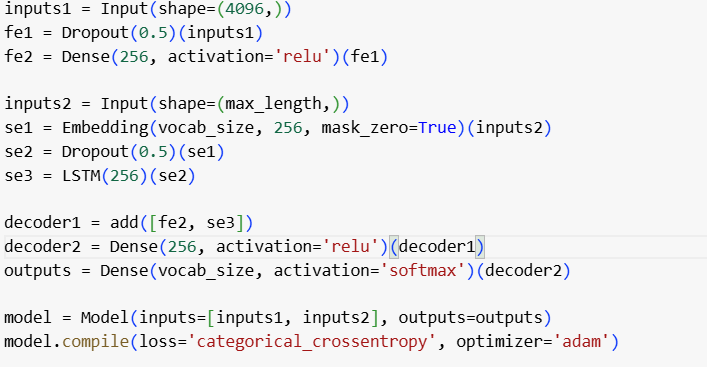 inputs1 = Input(shape=(4096,))
fe1 = Dropout(0.5)(inputs1)
fe2 = Dense(256, activation='relu')(fe1)
inputs2 = Input(shape=(max_length,))
se1 = Embedding(vocab_size, 256, mask_zero=True)(inputs2)
se2 = Dropout(0.5)(se1)
se3 = LSTM(256)(se2)
decoder1 = add([fe2, se3])
decoder2 = Dense(256, activation='relu')(decoder1)
outputs = Dense(vocab_size, activation='softmax')(decoder2)
model = Model(inputs=[inputs1, inputs2], outputs=outputs)
model.compile(loss='categorical_crossentropy', optimizer='adam')